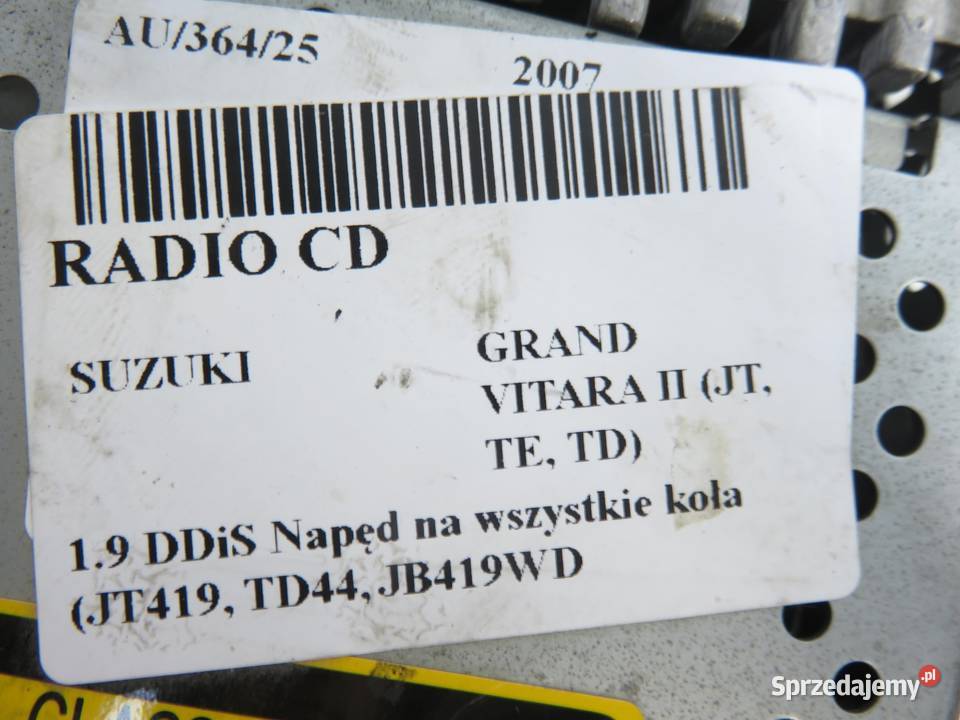 AU/364/25
2007
RADIO CD
SUZUKI
GRAND
VITARA II (JT,
TE, TD)
1.9 DDiS Napęd na wszystkie koła
(JT419, TD44, JB419WD
Sprzedajemy.pl